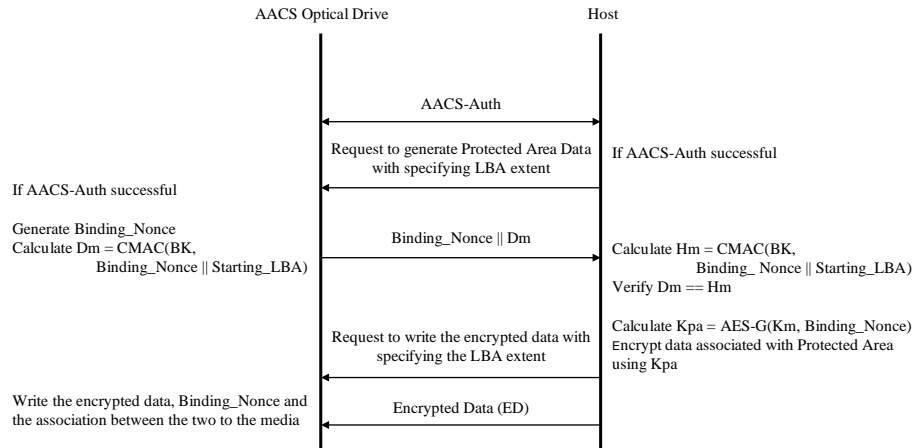 AACS Optical Drive
Host
AACS-Auth
Request to generate Protected Area Data
with specifying LBA extent
If AACS-Auth successful
If AACS-Auth successful
Generate Binding_Nonce
Calculate Dm = CMAC(BK,
Binding_Nonce || Starting_LBA)
Binding_Nonce || Dm
Calculate Hm = CMAC(BK,
Binding_ Nonce || Starting_LBA)
Verify Dm == Hm
Calculate Kpa = AES-G(Km, Binding_Nonce)
Encrypt data associated with Protected Area
using Kpa
Request to write the encrypted data with
specifying the LBA extent
Write the encrypted data, Binding_Nonce and
the association between the two to the media
Encrypted Data (ED)